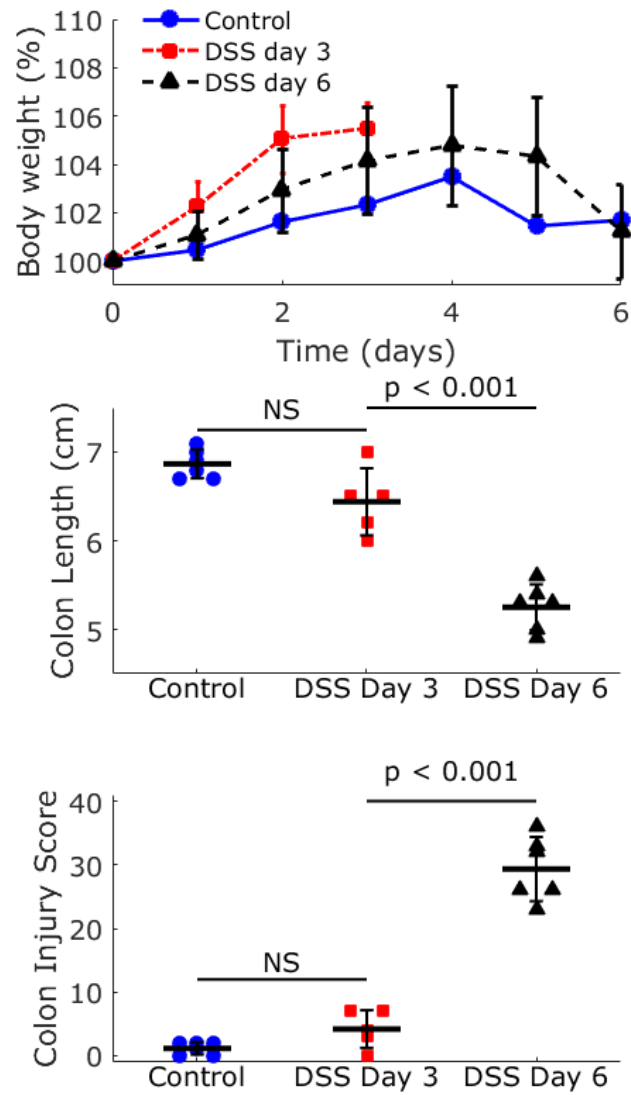 110
108
106
104
102
100
Body weight (%)
Control
DSS day 3
DSS day 6
0
2
4
6
Time (days)
Colon Length (cm)
7
6
5
NS
p < 0.001
Control
DSS Day 3
DSS Day 6
Colon Injury Score
40
30
20
10
0
NS
p < 0.001
Control
DSS Day 3
DSS Day 6